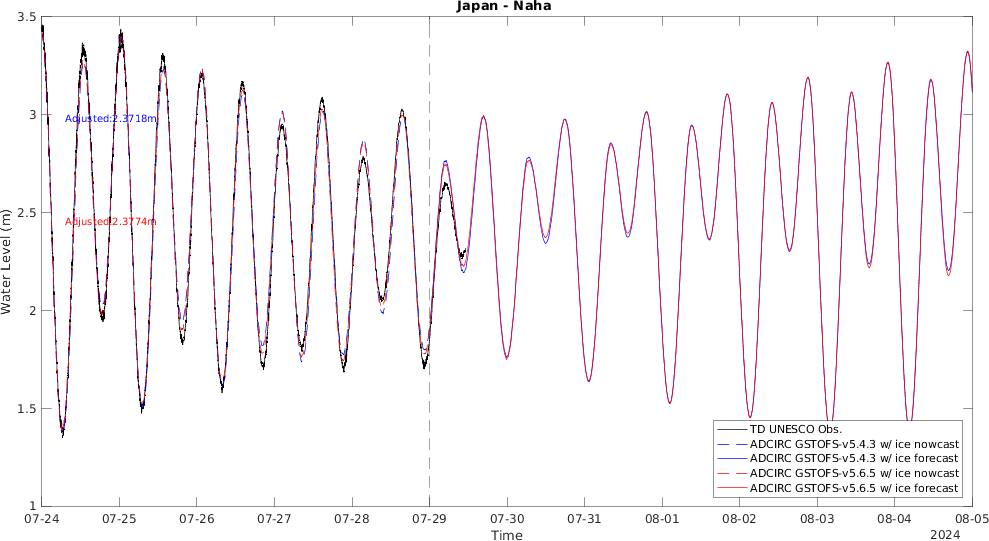 Japan - Naha
3.5
3
2.5
2
1.5
1
Water Level (m)
Adjusted:2.3718m
Adjusted:2.3774m
TD UNESCO Obs.
ADCIRC GSTOFS-v5.4.3 w/ ice nowcast
ADCIRC GSTOFS-v5.4.3 w/ ice forecast
ADCIRC GSTOFS-v5.6.5 w/ ice nowcast
ADCIRC GSTOFS-v5.6.5 w/ ice forecast
07-24 07-25 07-26 07-27 07-28 07-29 07-30 07-31 08-01 08-02 08-03 08-04 08-05
Time
2024